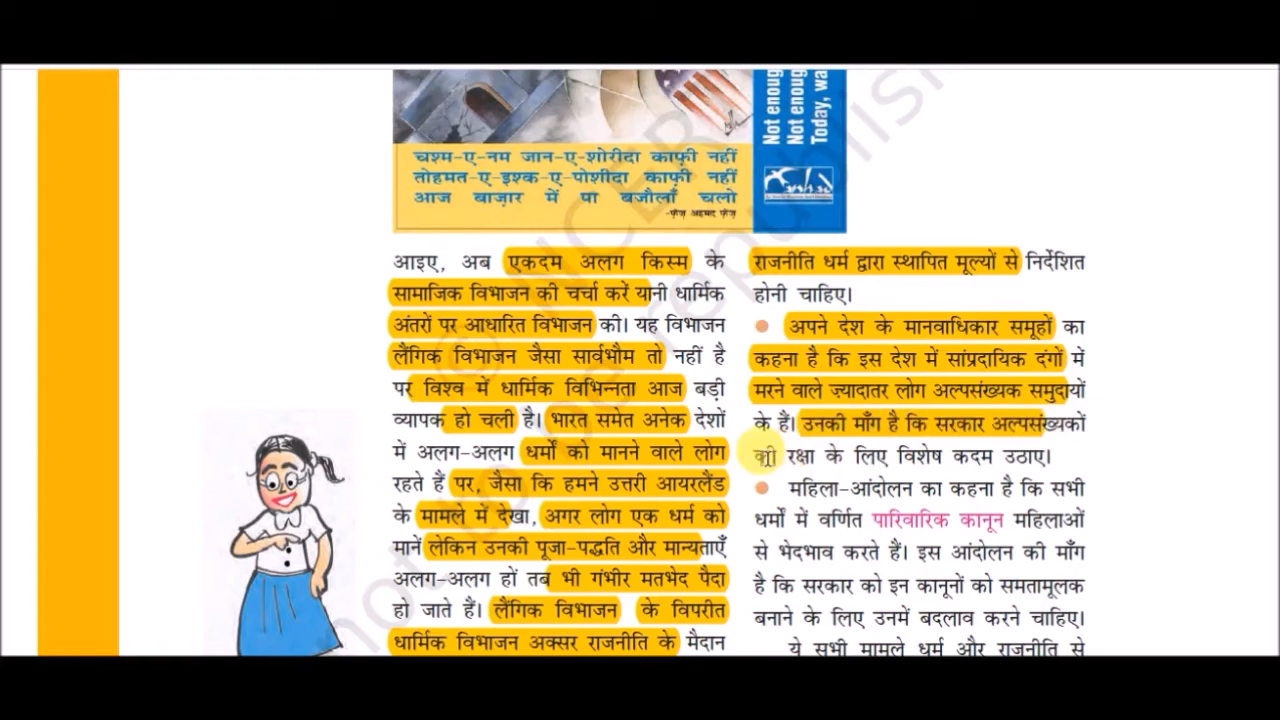 Not enoug
Not enoug
Today, wa
चश्म-ए-नम जान-ए-शोरीदा काफ़ी नहीं
तोहमत-ए-इश्क-ए-पोशीदा काफ़ी नहीं
आज बाज़ार में पा बजौलाँ चलो
-फ़ैज़ अहमद फ़ैज़
आइए, अब एकदम अलग किस्म के
सामाजिक विभाजन की चर्चा करें यानी धार्मिक
अंतरों पर आधारित विभाजन की। यह विभाजन
लैंगिक विभाजन जैसा सार्वभौम तो नहीं है
पर विश्व में धार्मिक विभिन्नता आज बड़ी
व्यापक हो चली है। भारत समेत अनेक देशों
में अलग-अलग धर्मों को मानने वाले लोग
रहते हैं पर, जैसा कि हमने उत्तरी आयरलैंड
के मामले में देखा, अगर लोग एक धर्म को
मानें लेकिन उनकी पूजा-पद्धति और मान्यताएँ
अलग-अलग हों तब भी गंभीर मतभेद पैदा
हो जाते हैं। लैंगिक विभाजन के विपरीत
धार्मिक विभाजन अक्सर राजनीति के मैदान
राजनीति धर्म द्वारा स्थापित मूल्यों से निर्देशित
होनी चाहिए।
अपने देश के मानवाधिकार समूहों का
कहना है कि इस देश में सांप्रदायिक दंगों में
मरने वाले ज़्यादातर लोग अल्पसंख्यक समुदायों
के हैं। उनकी माँग है कि सरकार अल्पसंख्यकों
की रक्षा के लिए विशेष कदम उठाए।
महिला-आंदोलन का कहना है कि सभी
धर्मों में वर्णित पारिवारिक कानून महिलाओं
से भेदभाव करते हैं। इस आंदोलन की माँग
है कि सरकार को इन कानूनों को समतामूलक
बनाने के लिए उनमें बदलाव करने चाहिए।
ये सभी मामले धर्म और राजनीति से
© NCER
not to be republish